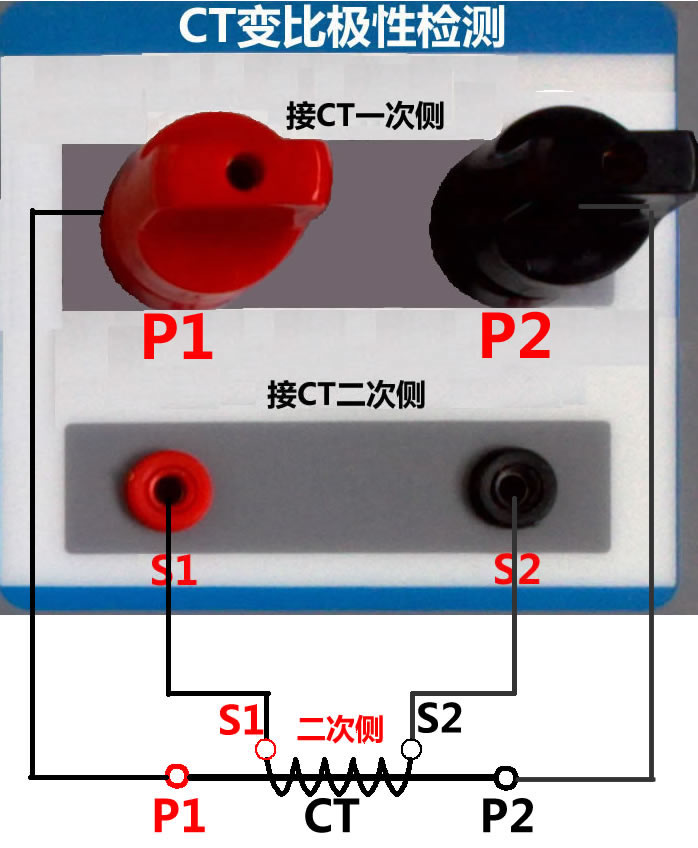 CT变比极性检测
接CT一次侧
P1 P2
接CT二次侧
S1 S2
S1 二次侧 S2
P1 CT P2